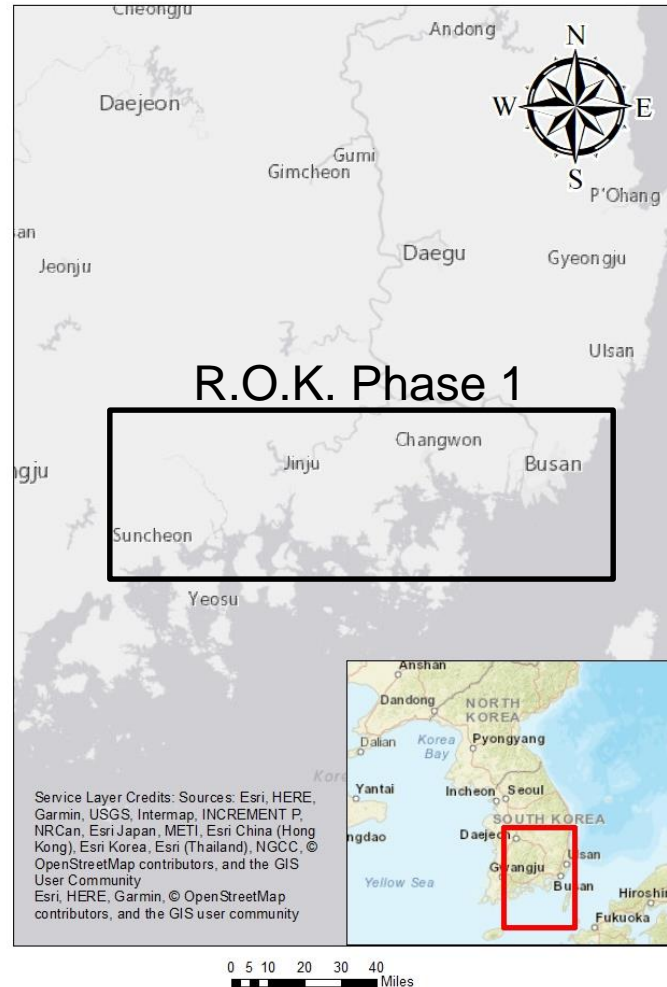 Cheongju
Andong
N
Daejeon
W
E
Gumi
Gimcheon
S
P'Ohang
san
Daegu
Jeonju
Gyeongju
Ulsan
R.O.K. Phase 1
Changwon
Jinju
Busan
ngju
Suncheon
Yeosu
Anshan
Dandong
NORTH
KOREA
Dalian
Korea
Bay
Pyongyang
Kore
Yantai
Incheon
Seoul
SOUTH KOREA
ngdao
Daejeon
Gwangju
Ulsan
Yellow Sea
Busan
Hiroshin
Fukuoka
Service Layer Credits: Sources: Esri, HERE,
Garmin, USGS, Intermap, INCREMENT P,
NRCan, Esri Japan, METI, Esri China (Hong
Kong), Esri Korea, Esri (Thailand), NGCC, ©
OpenStreetMap contributors, and the GIS
User Community
Esri, HERE, Garmin, © OpenStreetMap
contributors, and the GIS user community
0 5 10 20 30 40
Miles